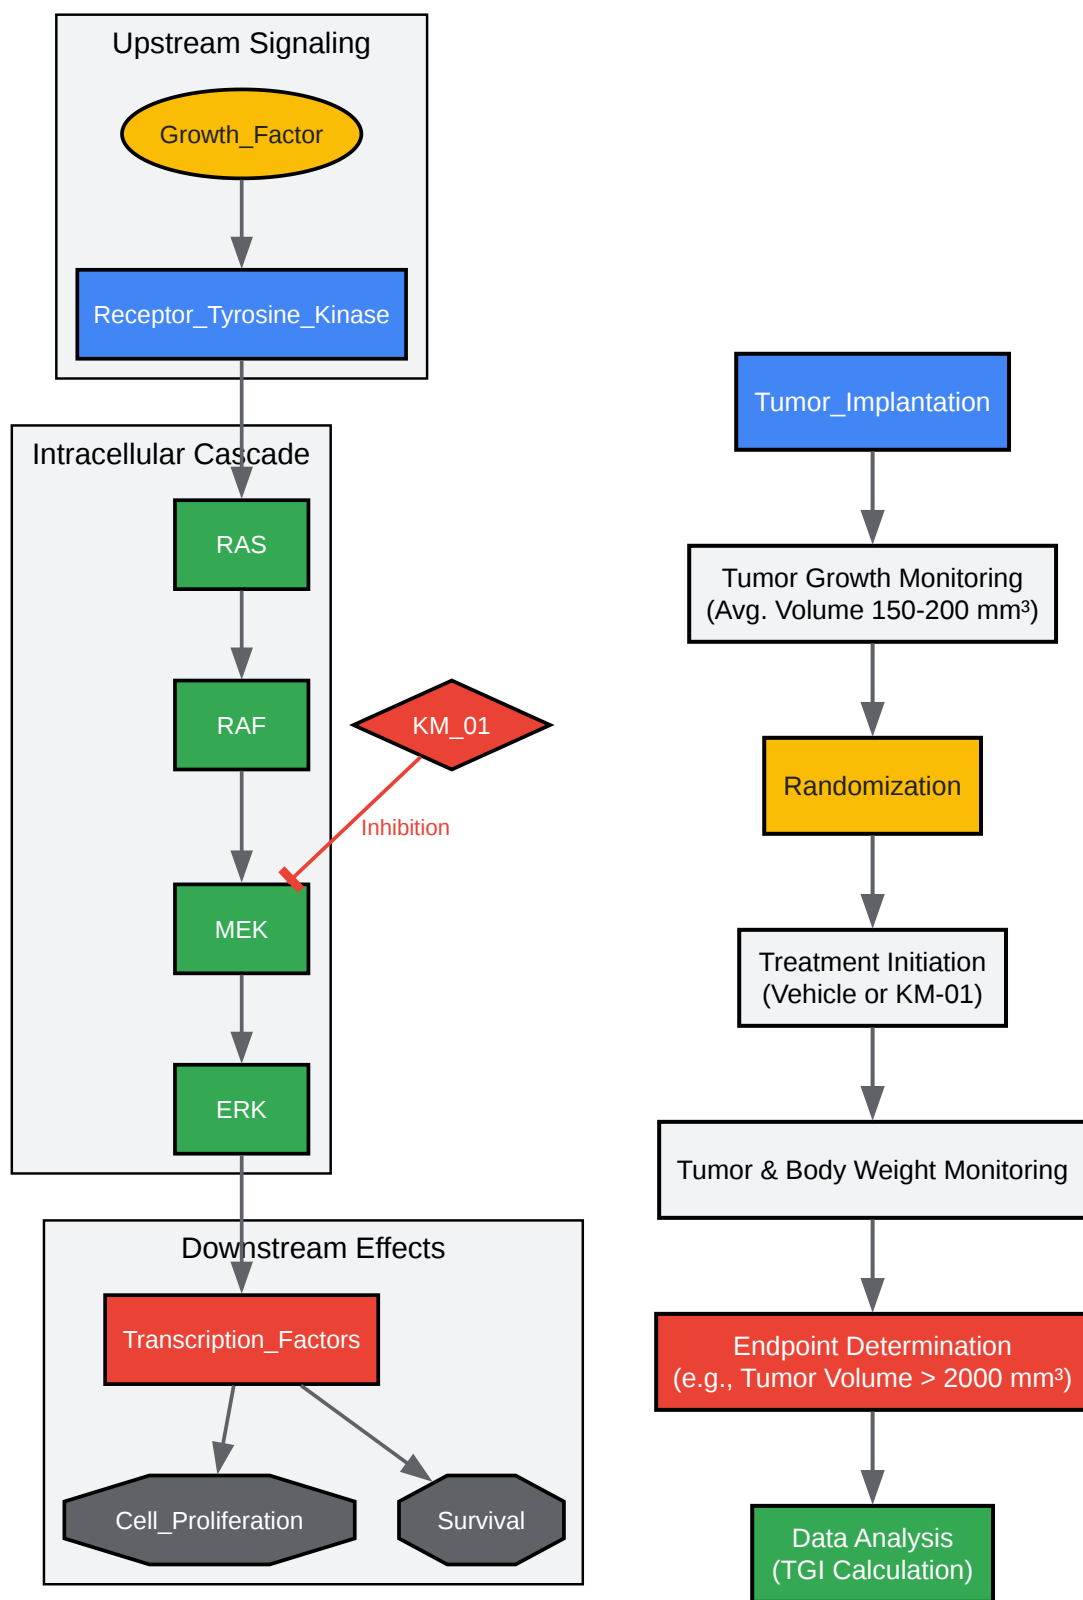 Upstream Signaling
Growth_Factor
Receptor_Tyrosine_Kinase
Intracellular Cascade
RAS
RAF
KM_01
Inhibition
MEK
ERK
Downstream Effects
Transcription_Factors
Cell_Proliferation
Survival
Tumor_Implantation
Tumor Growth Monitoring
(Avg. Volume 150-200 mm³)
Randomization
Treatment Initiation
(Vehicle or KM-01)
Tumor & Body Weight Monitoring
Endpoint Determination
(e.g., Tumor Volume > 2000 mm³)
Data Analysis
(TGI Calculation)